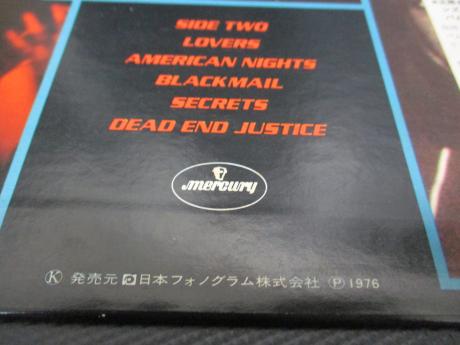 SIDE TWO
LOVERS
AMERICAN NIGHTS
BLACKMAIL
SECRETS
DEAD END JUSTICE
mercury
Ⓚ 発売元 日本フォノグラム株式会社 Ⓟ 1976